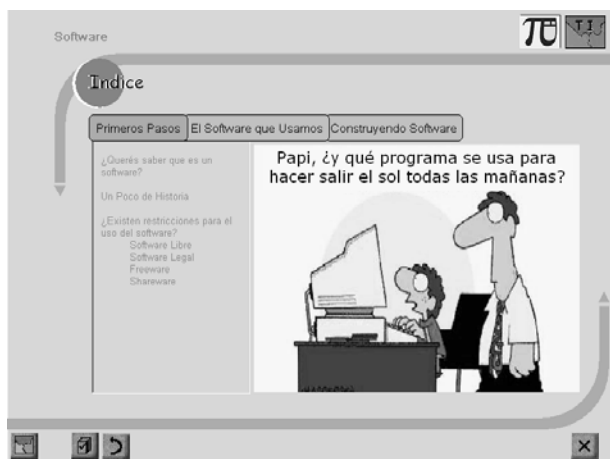 Software
TI
Indice
Primeros Pasos
El Software que Usamos
Construyendo Software
¿Querés saber que es un
software?
Un Poco de Historia
¿Existen restricciones para el
uso del software?
Software Libre
Software Legal
Freeware
Shareware
Papi, ¿y qué programa se usa para
hacer salir el sol todas las mañanas?